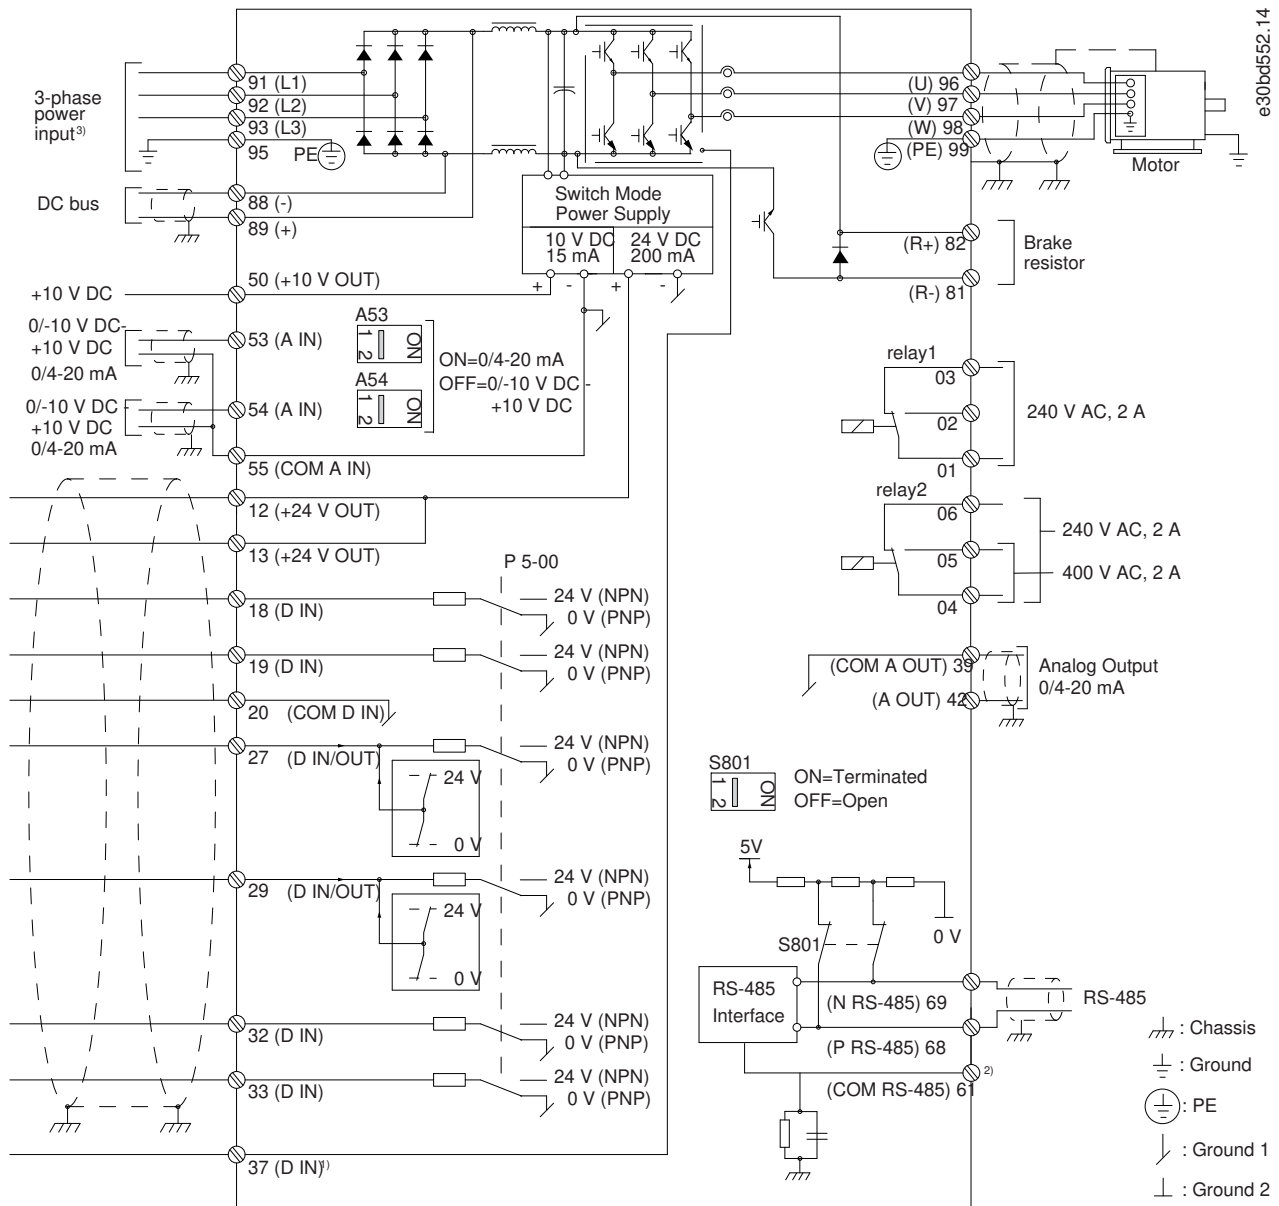 e30bd552.14
3-phase
power
input3)
91 (L1)
92 (L2)
93 (L3)
95
PE
(U) 96
(V) 97
(W) 98
(PE) 99
Motor
DC bus
88 (-)
89 (+)
Switch Mode
Power Supply
10 V DC
15 mA
24 V DC
200 mA
+ - + -
(R+) 82
(R-) 81
Brake
resistor
+10 V DC
50 (+10 V OUT)
0/-10 V DC-
+10 V DC
0/4-20 mA
53 (A IN)
A53
1 2
ON
A54
1 2
ON
ON=0/4-20 mA
OFF=0/-10 V DC -
+10 V DC
0/-10 V DC -
+10 V DC
0/4-20 mA
54 (A IN)
55 (COM A IN)
relay1
03
02
01
240 V AC, 2 A
relay2
06
05
04
240 V AC, 2 A
400 V AC, 2 A
12 (+24 V OUT)
13 (+24 V OUT)
P 5-00
18 (D IN)
24 V (NPN)
0 V (PNP)
19 (D IN)
24 V (NPN)
0 V (PNP)
20 (COM D IN)
27 (D IN/OUT)
24 V
0 V
24 V (NPN)
0 V (PNP)
29 (D IN/OUT)
24 V
0 V
24 V (NPN)
0 V (PNP)
32 (D IN)
24 V (NPN)
0 V (PNP)
33 (D IN)
24 V (NPN)
0 V (PNP)
37 (D IN)1)
(COM A OUT) 39
(A OUT) 42
Analog Output
0/4-20 mA
S801
1 2
ON
ON=Terminated
OFF=Open
5V
S801
0 V
RS-485
Interface
(N RS-485) 69
(P RS-485) 68
(COM RS-485) 61
2)
RS-485
: Chassis
: Ground
: PE
: Ground 1
: Ground 2